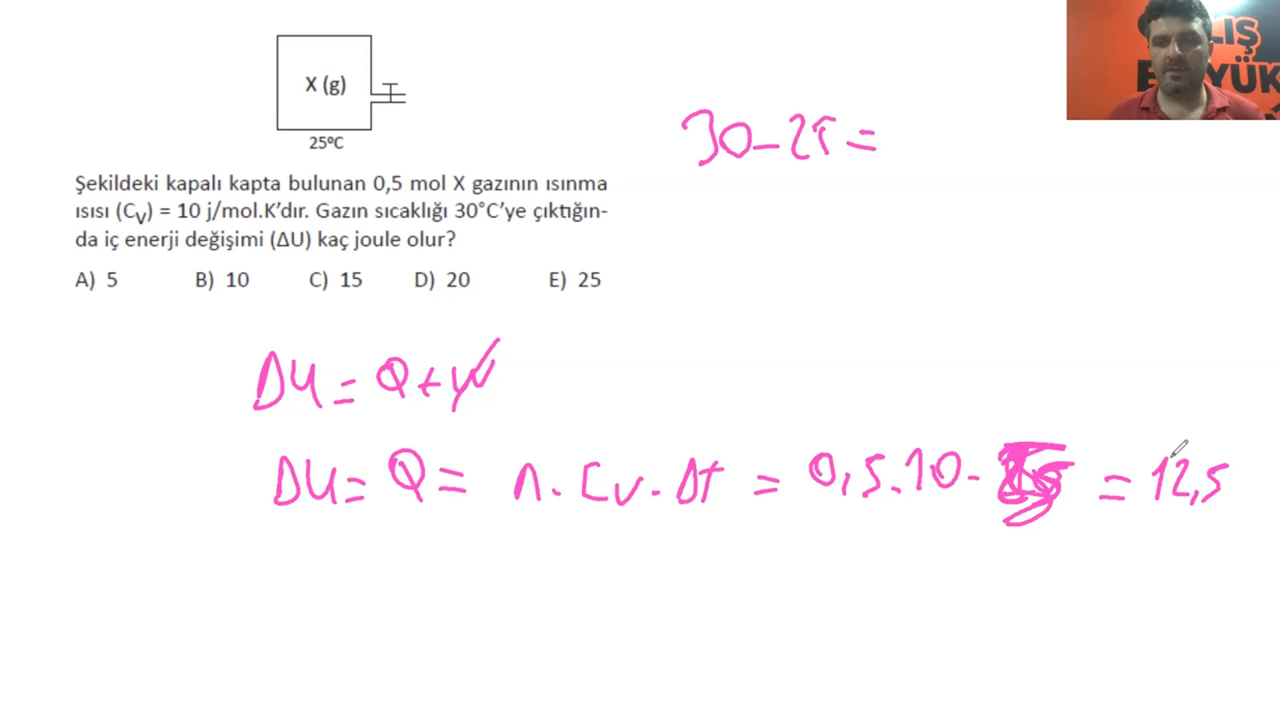 X (g)
25ºC
Şekildeki kapalı kapta bulunan 0,5 mol X gazının ısınma
ısısı (CV) = 10 j/mol.K’dır. Gazın sıcaklığı 30°C’ye çıktığın-
da iç enerji değişimi (ΔU) kaç joule olur?
A) 5 B) 10 C) 15 D) 20 E) 25
30-25=
ΔU = Q + W
ΔU = Q = n. Cv. Δt = 0,5.10. = 12,5